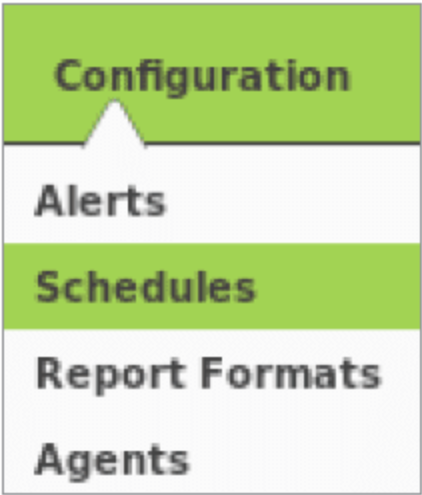 Configuration
Alerts
Schedules
Report Formats
Agents